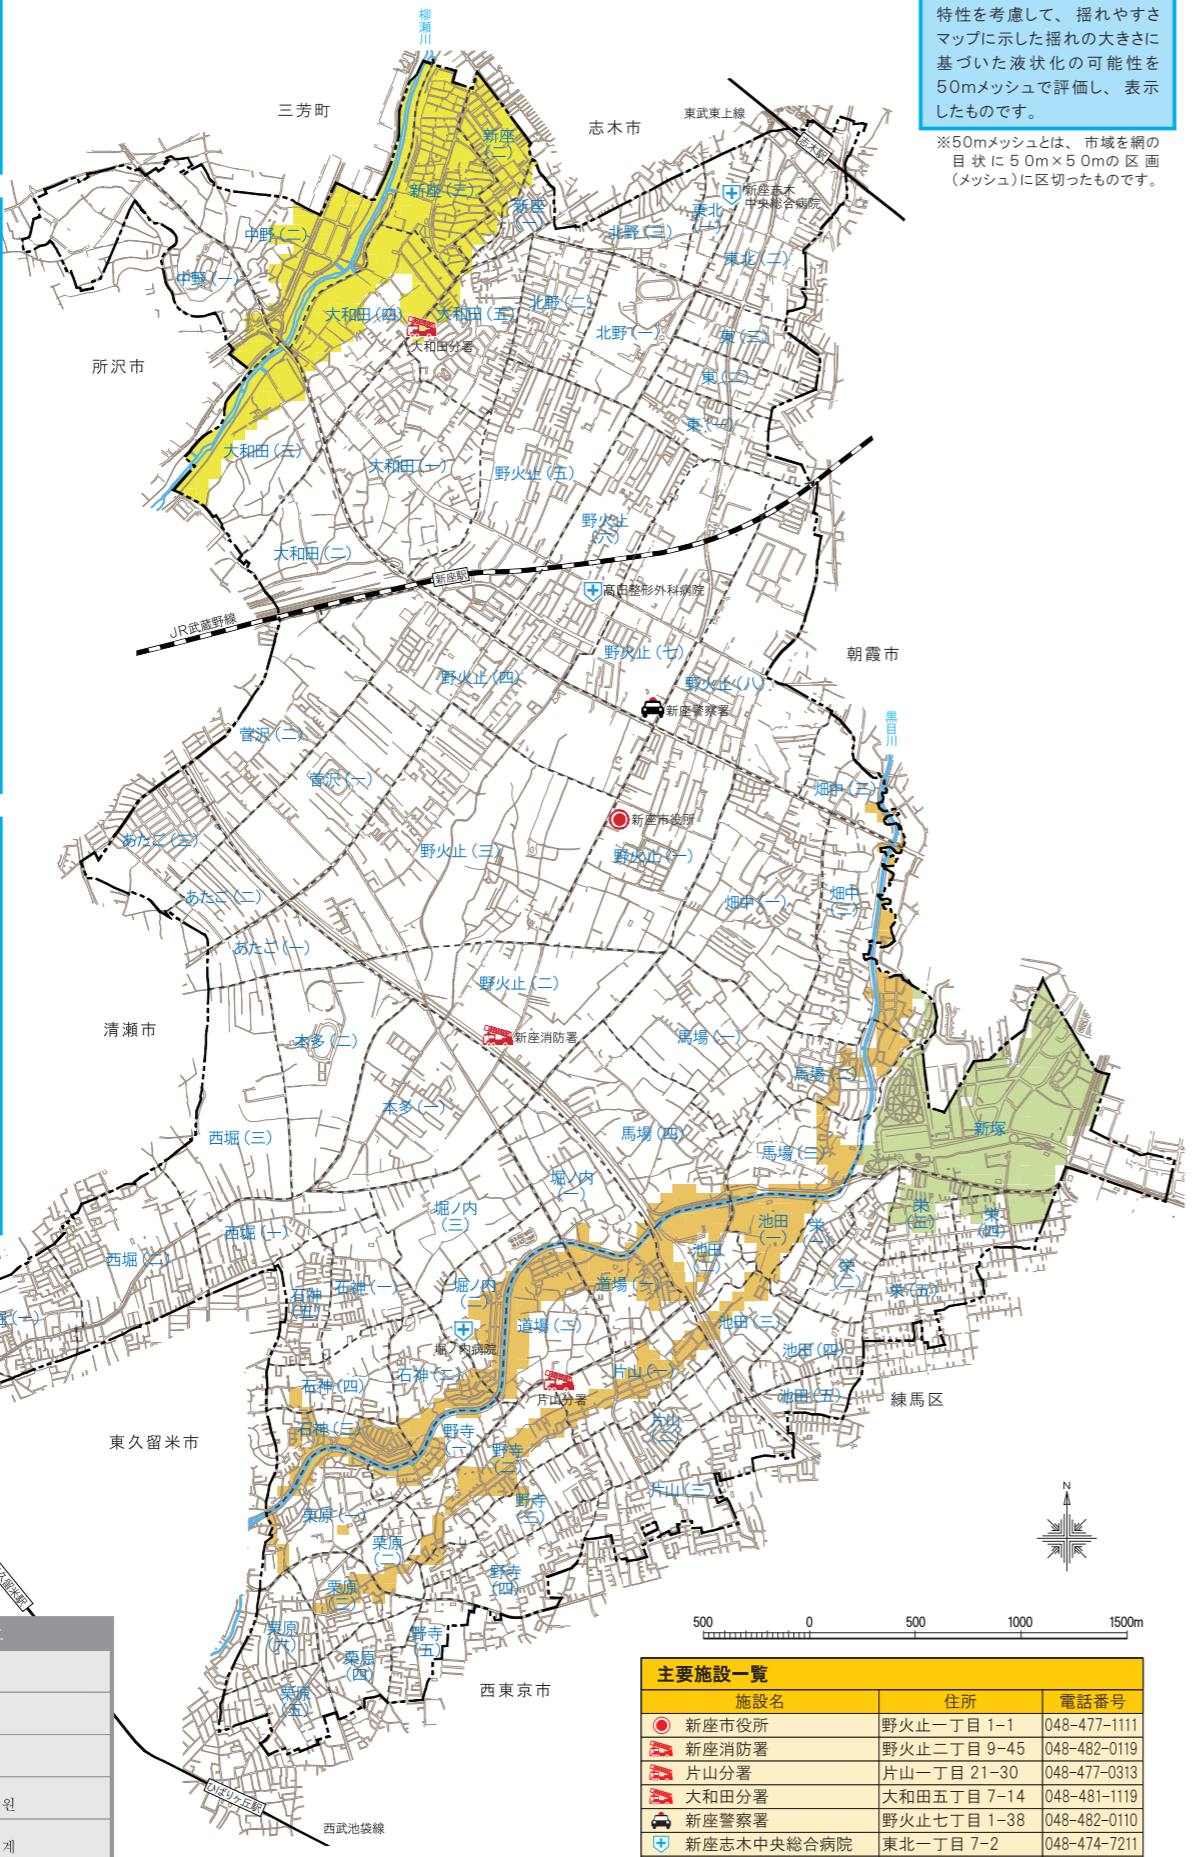 特性を考慮して、揺れやすさ
マップに示した揺れの大きさに
基づいた液状化の可能性を
50mメッシュで評価し、表示
したものです。
※50mメッシュとは、市域を網の
目状に50m×50mの区画
(メッシュ)に区切ったものです。
柳瀬川
三芳町
志木市
東武東上線
志木駅
新座
(二)
新座(三)
新座
(一)
新座志木
中央総合病院
東北
(一)
北野(三)
東北(二)
中野(二)
中野(一)
大和田(四)
大和田(五)
大和田分署
北野(二)
北野(一)
東(三)
東(二)
東(一)
所沢市
大和田(三)
大和田(一)
野火止(五)
野火止
(六)
大和田(二)
新座駅
高田整形外科病院
JR武蔵野線
野火止(七)
野火止(四)
野火止(八)
朝霞市
新座警察署
黒目川
菅沢(二)
菅沢(一)
畑中(三)
新座市役所
あたご(三)
野火止(三)
野火止(一)
あたご(二)
畑中(一)
畑中
(二)
あたご(一)
野火止(二)
清瀬市
本多(二)
新座消防署
馬場(一)
馬場(二)
本多(一)
馬場(四)
新塚
西堀(三)
馬場(三)
堀ノ内
(一)
堀ノ内
(三)
西堀(一)
西堀(二)
池田
(一)
栄
(一)
栄
(三)
栄
(四)
池田
(二)
栄
(二)
栄(五)
石神
(五)
石神(一)
堀ノ内
(二)
道場(一)
道場(二)
池田(三)
(一)
堀ノ内病院
池田(四)
石神(二)
片山(一)
石神(四)
片山分署
池田(五)
練馬区
石神(三)
野寺
(一)
片山
(二)
野寺
(二)
東久留米市
片山(三)
野寺
(三)
栗原(一)
栗原
(二)
野寺
(四)
栗原
(三)
久留米駅
栗原
(六)
野寺
(五)
栗原
(四)
栗原
(五)
西東京市
ひばりケ丘駅
西武池袋線
원
계
N
500 0 500 1000 1500m
主要施設一覧
施設名 住所 電話番号
新座市役所 野火止一丁目1-1 048-477-1111
新座消防署 野火止二丁目9-45 048-482-0119
片山分署 片山一丁目21-30 048-477-0313
大和田分署 大和田五丁目7-14 048-481-1119
新座警察署 野火止七丁目1-38 048-482-0110
新座志木中央総合病院 東北一丁目7-2 048-474-7211